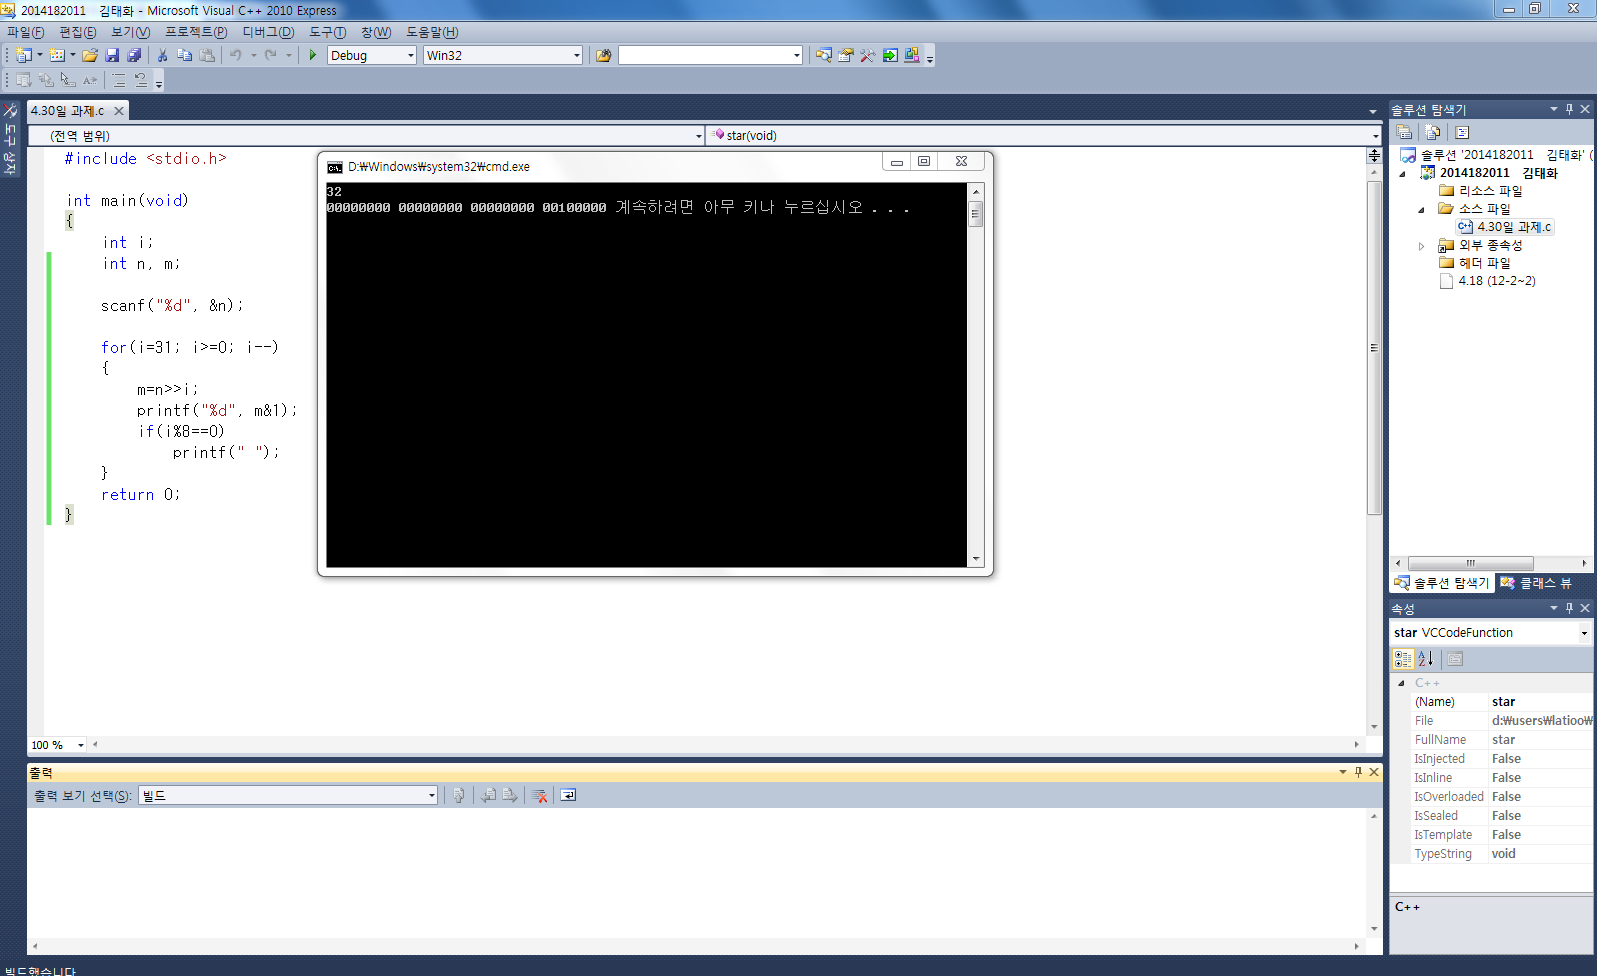 2014182011 김태화 - Microsoft Visual C++ 2010 Express
파일(F) 편집(E) 보기(V) 프로젝트(P) 디버그(D) 도구(T) 창(W) 도움말(H)
Debug Win32
도구 상자
4.30일 과제.c
(전역 범위) star(void)
#include <stdio.h>
int main(void)
{
int i;
int n, m;
scanf("%d", &n);
for(i=31; i>=0; i--)
{
m=n>>i;
printf("%d", m&1);
if(i%8==0)
printf(" ");
}
return 0;
}
100 %
D:₩Windows₩system32₩cmd.exe
32
00000000 00000000 00000000 00100000 계속하려면 아무 키나 누르십시오 . . .
출력
출력 보기 선택(S): 빌드
빌드했습니다
솔루션 탐색기
솔루션 '2014182011 김태화' (
2014182011 김태화
리소스 파일
소스 파일
4.30일 과제.c
외부 종속성
헤더 파일
4.18 (12-2~2)
솔루션 탐색기 클래스 뷰
속성
star VCCodeFunction
C++
(Name) star
File d:₩users₩latioo₩
FullName star
IsInjected False
IsInline False
IsOverloaded False
IsSealed False
IsTemplate False
TypeString void
C++